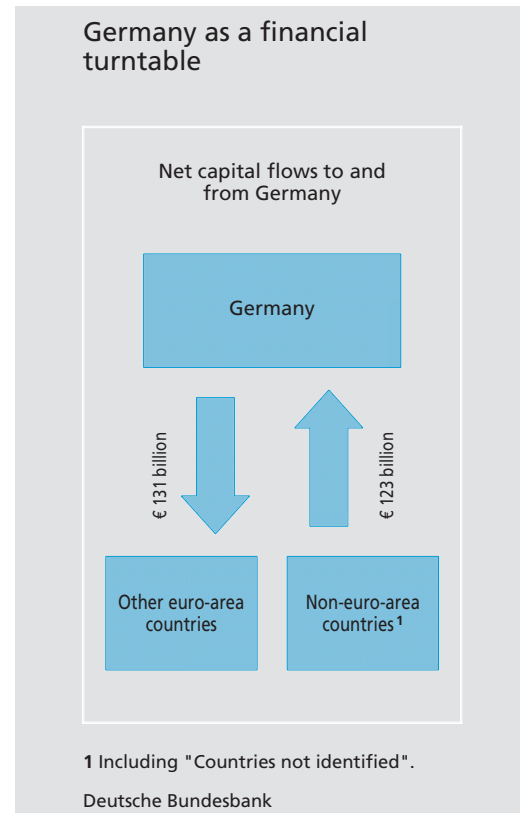 Germany as a financial
turntable
Net capital flows to and
from Germany
Germany
€ 131 billion
€ 123 billion
Other euro-area
countries
Non-euro-area
countries 1
1 Including "Countries not identified".
Deutsche Bundesbank